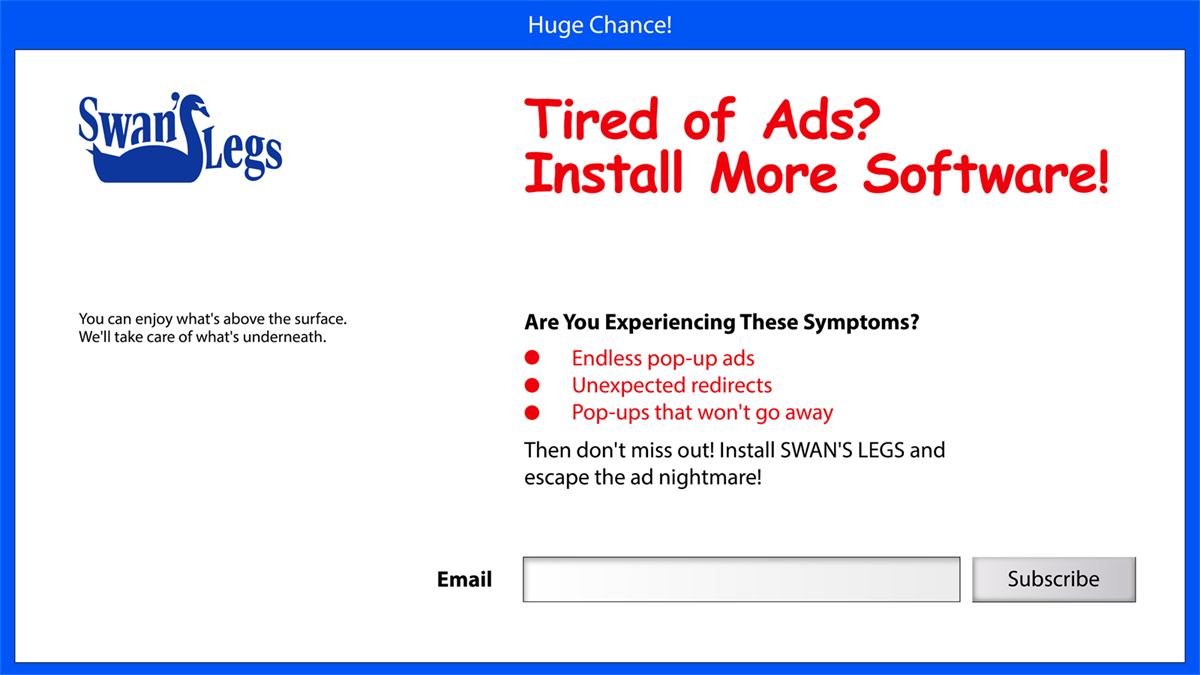 Huge Chance!
Swan's Legs
Tired of Ads?
Install More Software!
You can enjoy what's above the surface.
We'll take care of what's underneath.
Are You Experiencing These Symptoms?
Endless pop-up ads
Unexpected redirects
Pop-ups that won't go away
Then don't miss out! Install SWAN'S LEGS and
escape the ad nightmare!
Email
Subscribe